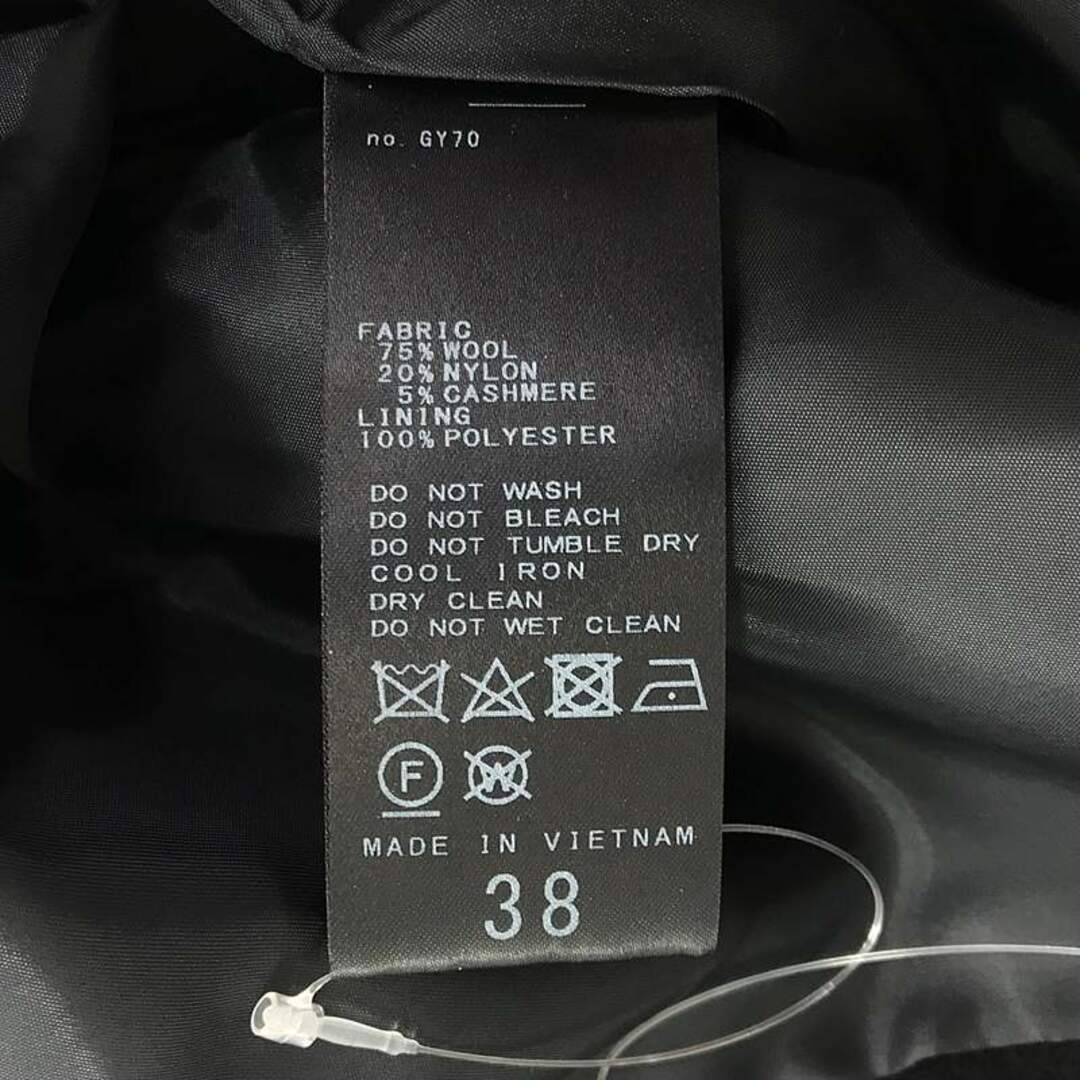 no. GY70
FABRIC
75% WOOL
20% NYLON
5% CASHMERE
LINING
100% POLYESTER
DO NOT WASH
DO NOT BLEACH
DO NOT TUMBLE DRY
COOL IRON
DRY CLEAN
DO NOT WET CLEAN
F W
MADE IN VIETNAM
38